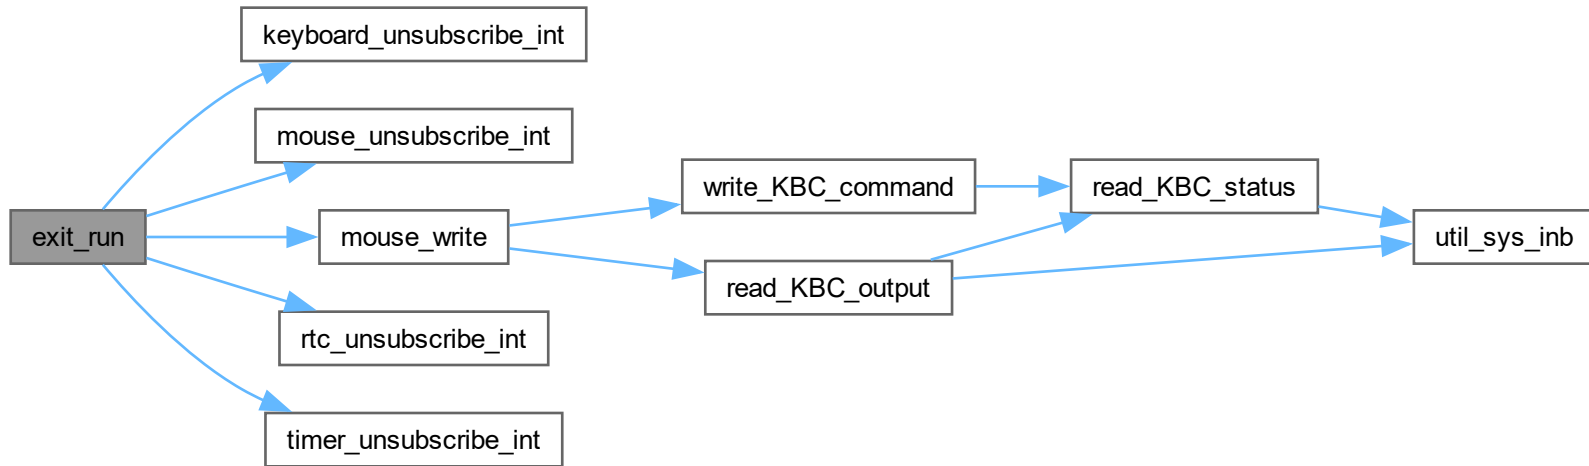 keyboard_unsubscribe_int
mouse_unsubscribe_int
exit_run
mouse_write
write_KBC_command
read_KBC_status
read_KBC_output
util_sys_inb
rtc_unsubscribe_int
timer_unsubscribe_int